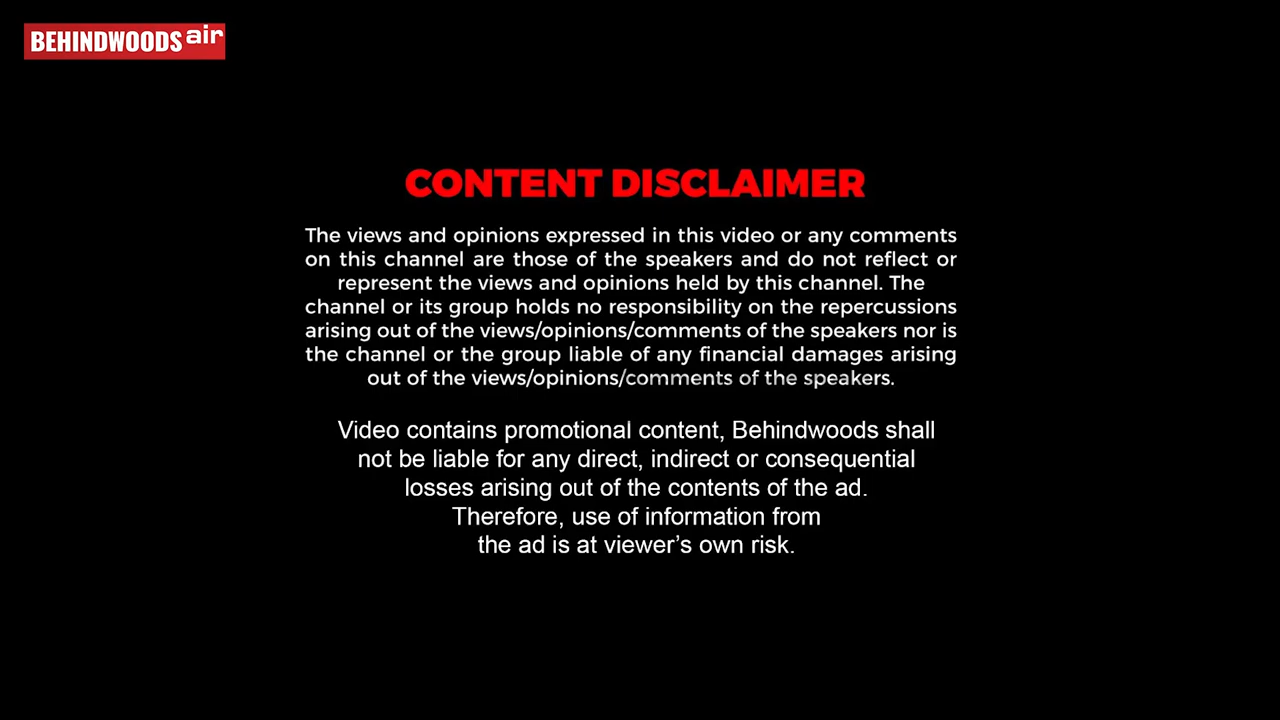 BEHINDWOODS air
CONTENT DISCLAIMER
The views and opinions expressed in this video or any comments
on this channel are those of the speakers and do not reflect or
represent the views and opinions held by this channel. The
channel or its group holds no responsibility on the repercussions
arising out of the views/opinions/comments of the speakers nor is
the channel or the group liable of any financial damages arising
out of the views/opinions/comments of the speakers.
Video contains promotional content, Behindwoods shall
not be liable for any direct, indirect or consequential
losses arising out of the contents of the ad.
Therefore, use of information from
the ad is at viewer’s own risk.